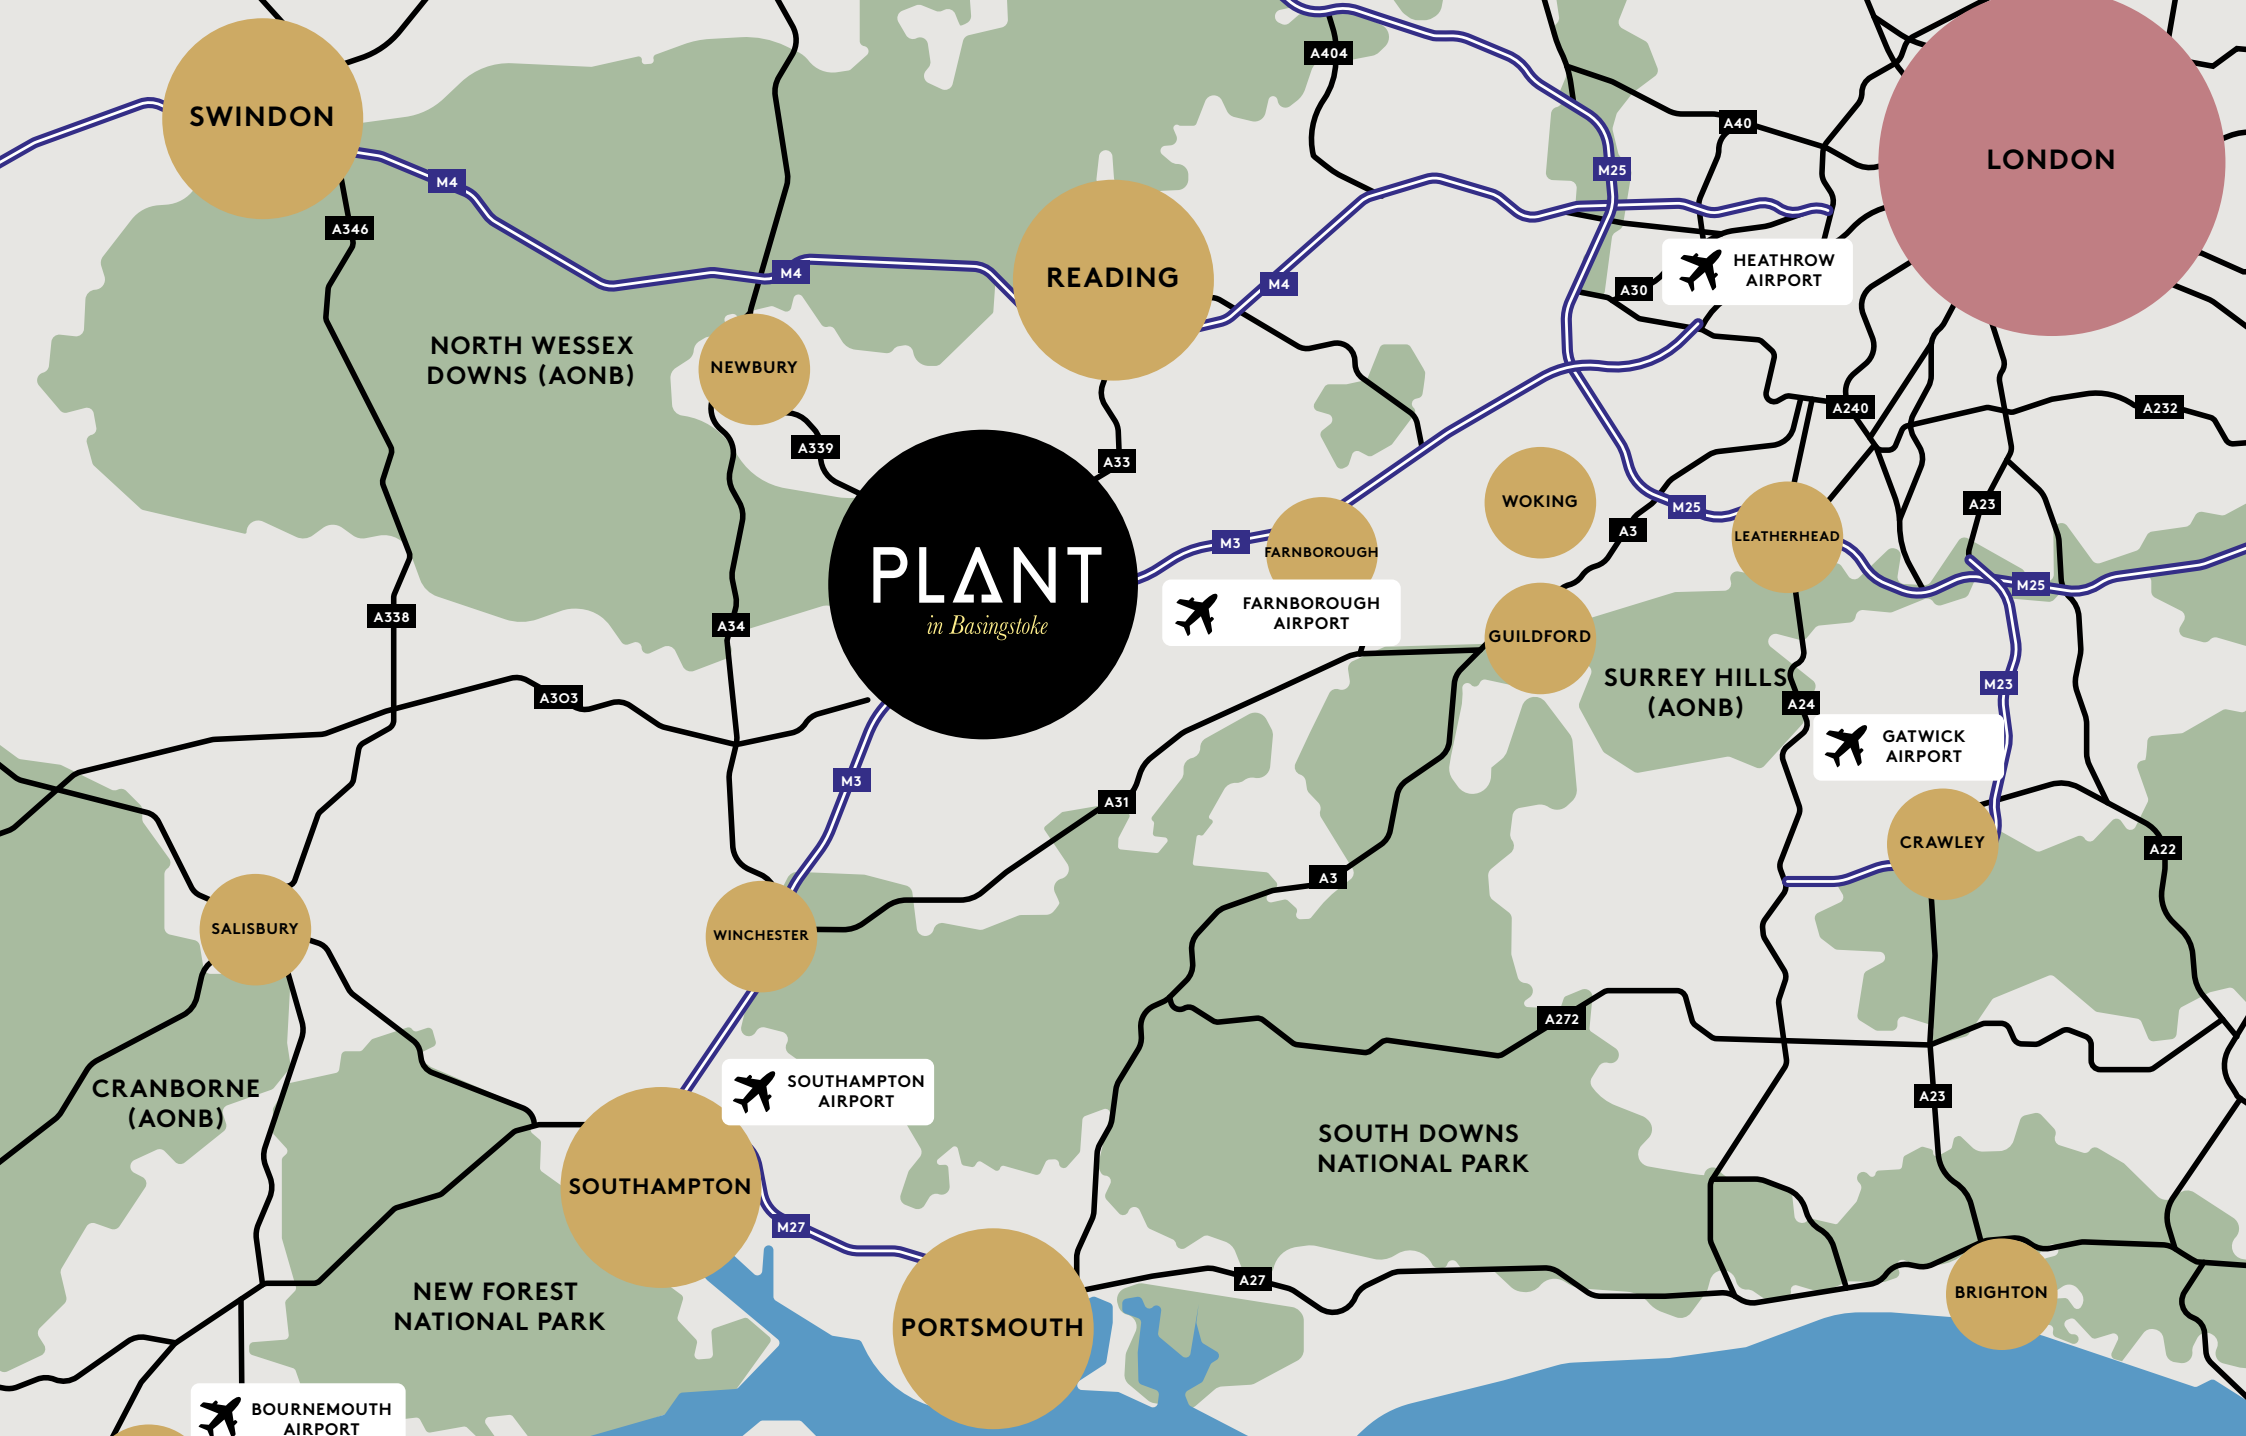 A404
SWINDON
A40
LONDON
M25
M4
A346
HEATHROW
AIRPORT
M4
READING
M4
A30
NORTH WESSEX
DOWNS (AONB)
NEWBURY
A240
A232
A339
A33
WOKING
A23
M25
A3
LEATHERHEAD
M3
FARNBOROUGH
PLANT
in Basingstoke
M25
FARNBOROUGH
AIRPORT
A338
A34
GUILDFORD
SURREY HILLS
(AONB)
M23
A303
A24
GATWICK
AIRPORT
M3
A31
CRAWLEY
A22
A3
SALISBURY
WINCHESTER
A272
CRANBORNE
(AONB)
SOUTHAMPTON
AIRPORT
A23
SOUTH DOWNS
NATIONAL PARK
SOUTHAMPTON
M27
A27
NEW FOREST
NATIONAL PARK
BRIGHTON
PORTSMOUTH
BOURNEMOUTH
AIRPORT